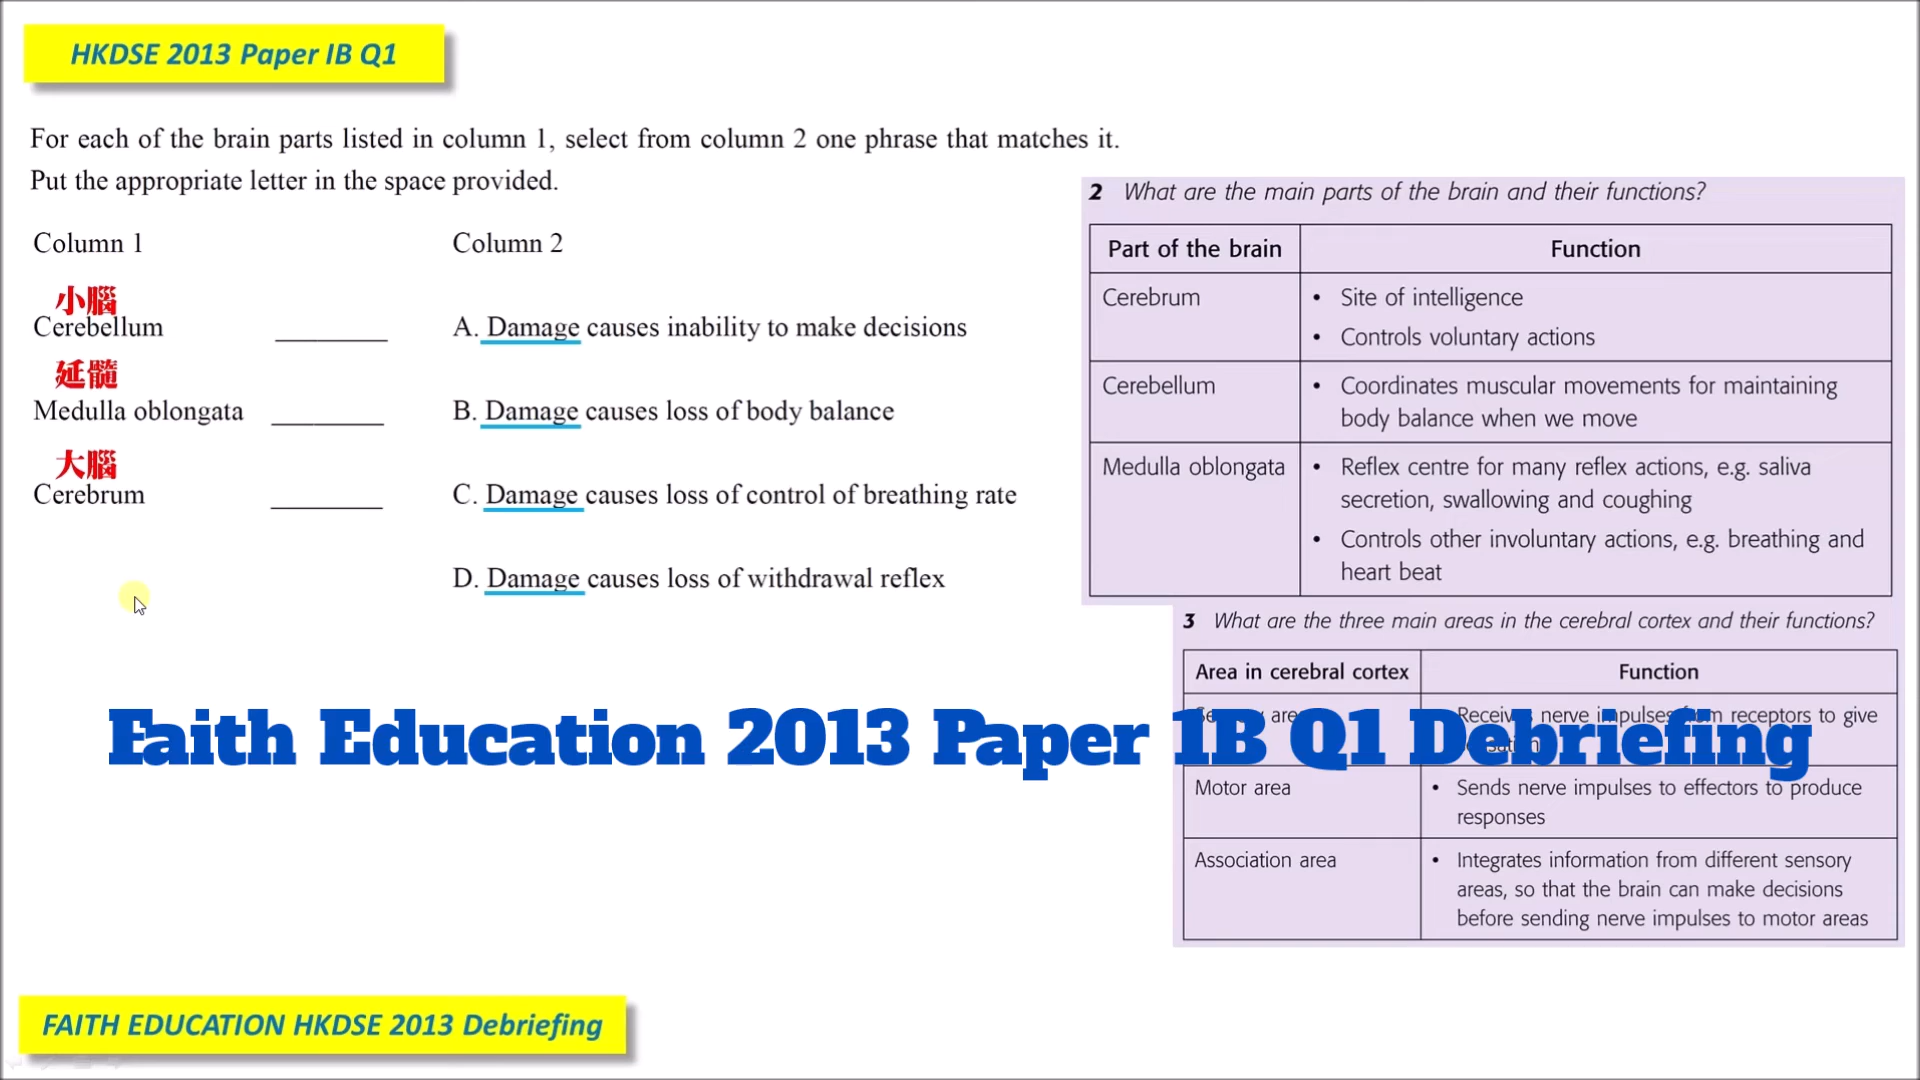 HKDSE 2013 Paper IB Q1
For each of the brain parts listed in column 1, select from column 2 one phrase that matches it.
Put the appropriate letter in the space provided.
Column 1 Column 2
小腦
Cerebellum A. Damage causes inability to make decisions
延髓
Medulla oblongata B. Damage causes loss of body balance
大腦
Cerebrum C. Damage causes loss of control of breathing rate
D. Damage causes loss of withdrawal reflex
2 What are the main parts of the brain and their functions?
Part of the brain Function
Cerebrum • Site of intelligence
• Controls voluntary actions
Cerebellum • Coordinates muscular movements for maintaining
body balance when we move
Medulla oblongata • Reflex centre for many reflex actions, e.g. saliva
secretion, swallowing and coughing
• Controls other involuntary actions, e.g. breathing and
heart beat
3 What are the three main areas in the cerebral cortex and their functions?
Area in cerebral cortex Function
nerve impulses receptors to give
Faith Education 2013 Paper 1B Q1 Debriefing
Motor area • Sends nerve impulses to effectors to produce
responses
Association area • Integrates information from different sensory
areas, so that the brain can make decisions
before sending nerve impulses to motor areas
FAITH EDUCATION HKDSE 2013 Debriefing